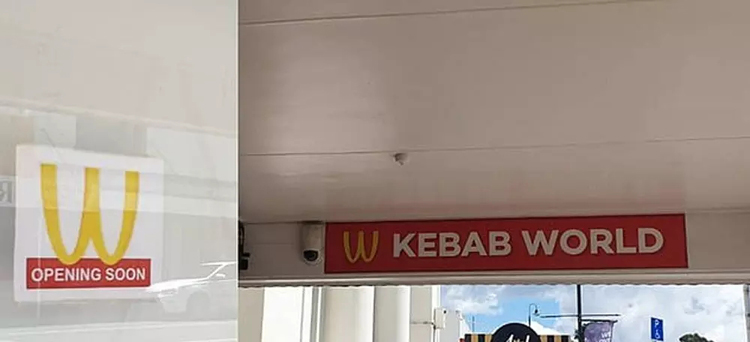 W
OPENING SOON
W KEBAB WORLD
P